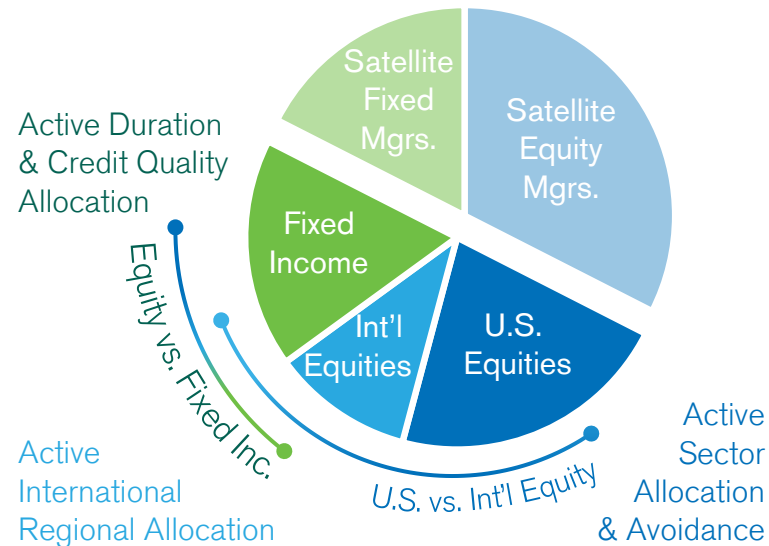 Satellite
Fixed
Mgrs.
Satellite
Equity
Mgrs.
Active Duration
& Credit Quality
Allocation
Fixed
Income
Int'l
Equities
U.S.
Equities
Equity vs. Fixed Inc.
U.S. vs. Int'l Equity
Active
International
Regional Allocation
Active
Sector
Allocation
& Avoidance